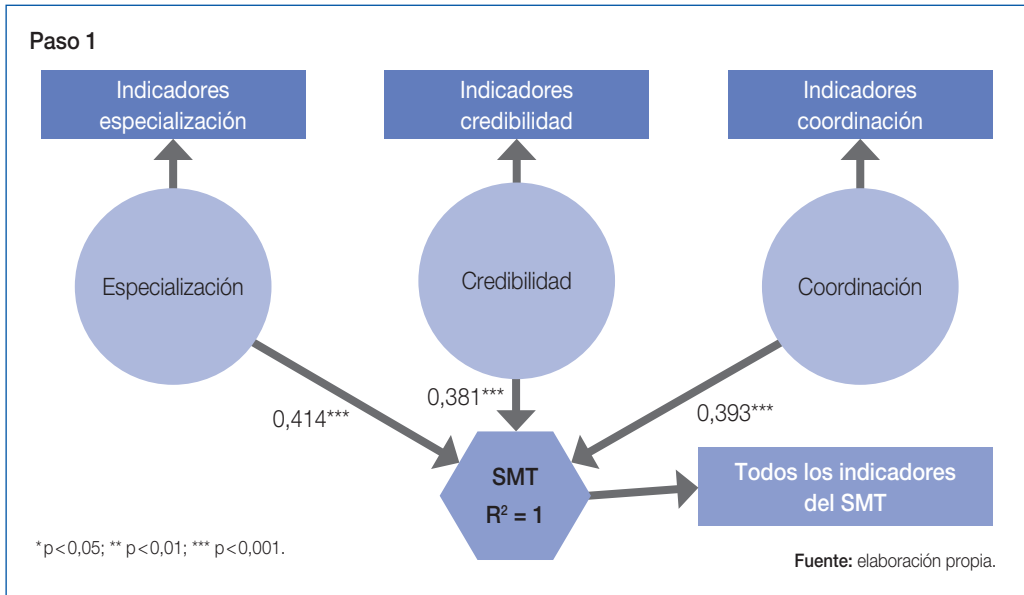 Paso 1
Indicadores
especialización
Indicadores
credibilidad
Indicadores
coordinación
Especialización
Credibilidad
Coordinación
0,414***
0,381***
0,393***
SMT
R² = 1
Todos los indicadores
del SMT
*p<0,05; ** p<0,01; *** p<0,001.
Fuente: elaboración propia.